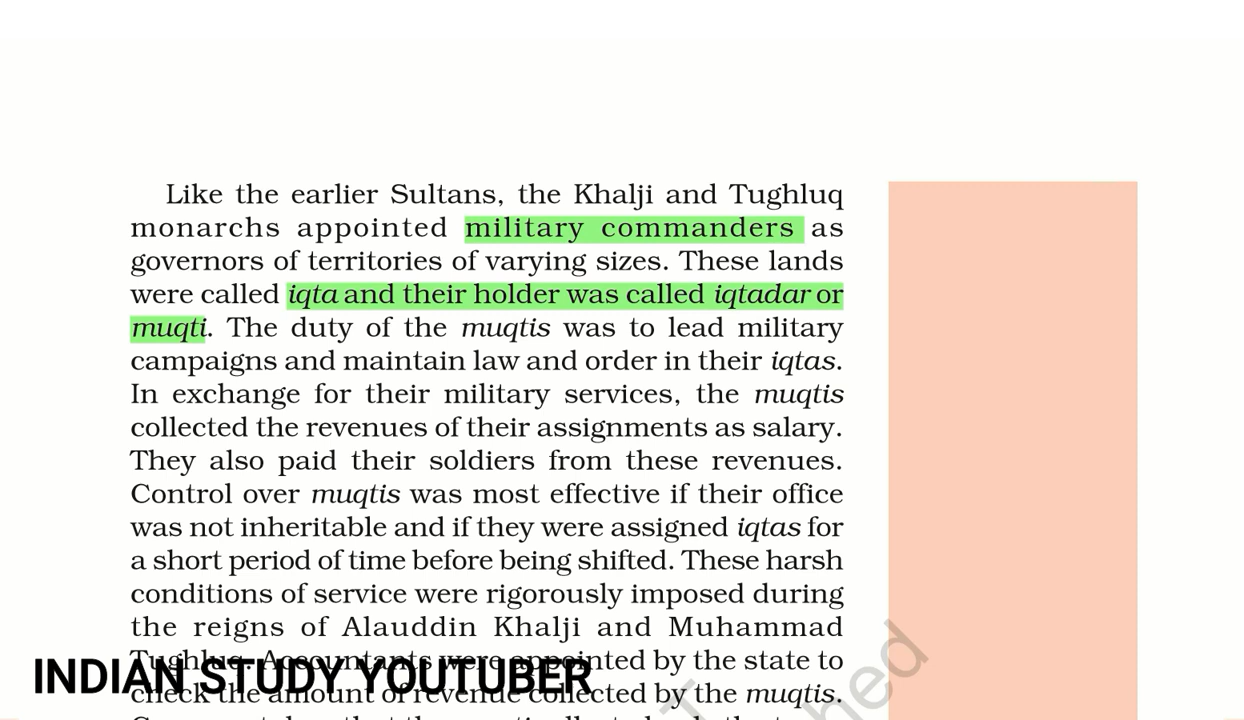 Like the earlier Sultans, the Khalji and Tughluq
monarchs appointed military commanders as
governors of territories of varying sizes. These lands
were called iqta and their holder was called iqtadar or
muqti. The duty of the muqtis was to lead military
campaigns and maintain law and order in their iqtas.
In exchange for their military services, the muqtis
collected the revenues of their assignments as salary.
They also paid their soldiers from these revenues.
Control over muqtis was most effective if their office
was not inheritable and if they were assigned iqtas for
a short period of time before being shifted. These harsh
conditions of service were rigorously imposed during
the reigns of Alauddin Khalji and Muhammad
Tughluq. Accountants were appointed by the state to
INDIAN STUDY YOUTUBER
check the amount of revenue collected by the muqtis.